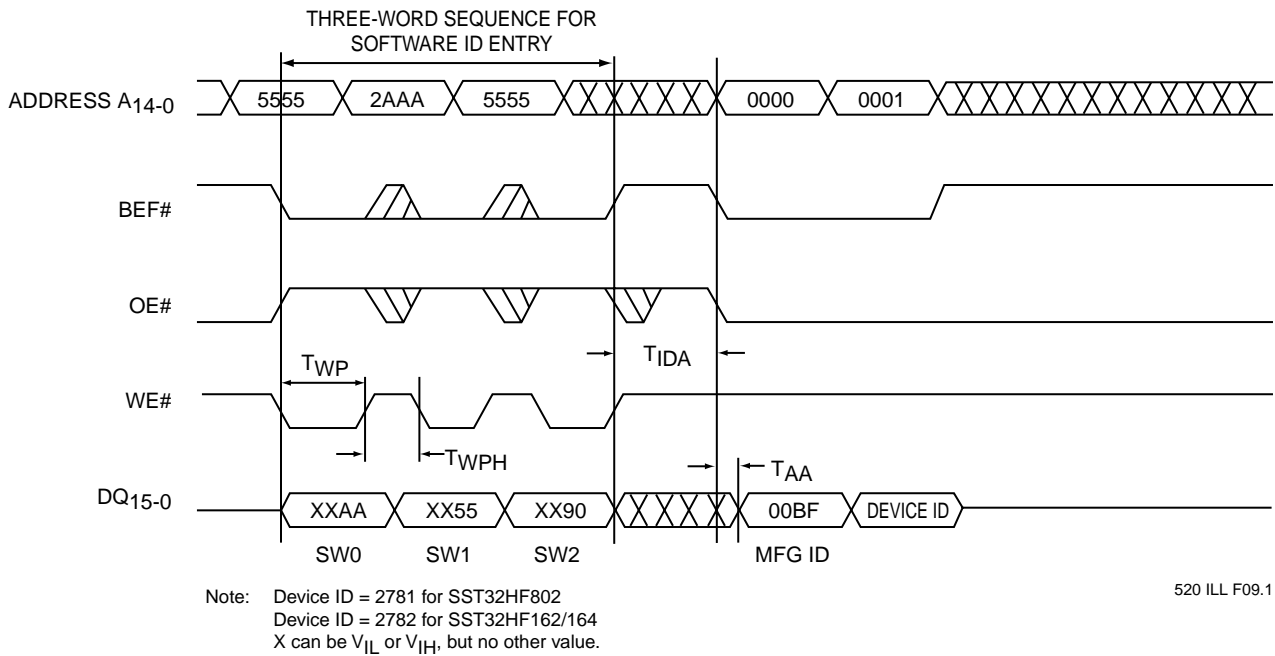 THREE-WORD SEQUENCE FOR
SOFTWARE ID ENTRY
ADDRESS A14-0
5555 2AAA 5555 0000 0001
BEF#
OE#
TIDA
TWP
WE#
TWPH
TAA
DQ15-0
XXAA XX55 XX90 00BF DEVICE ID
SW0 SW1 SW2 MFG ID
Note: Device ID = 2781 for SST32HF802
Device ID = 2782 for SST32HF162/164
X can be VIL or VIH, but no other value.
520 ILL F09.1